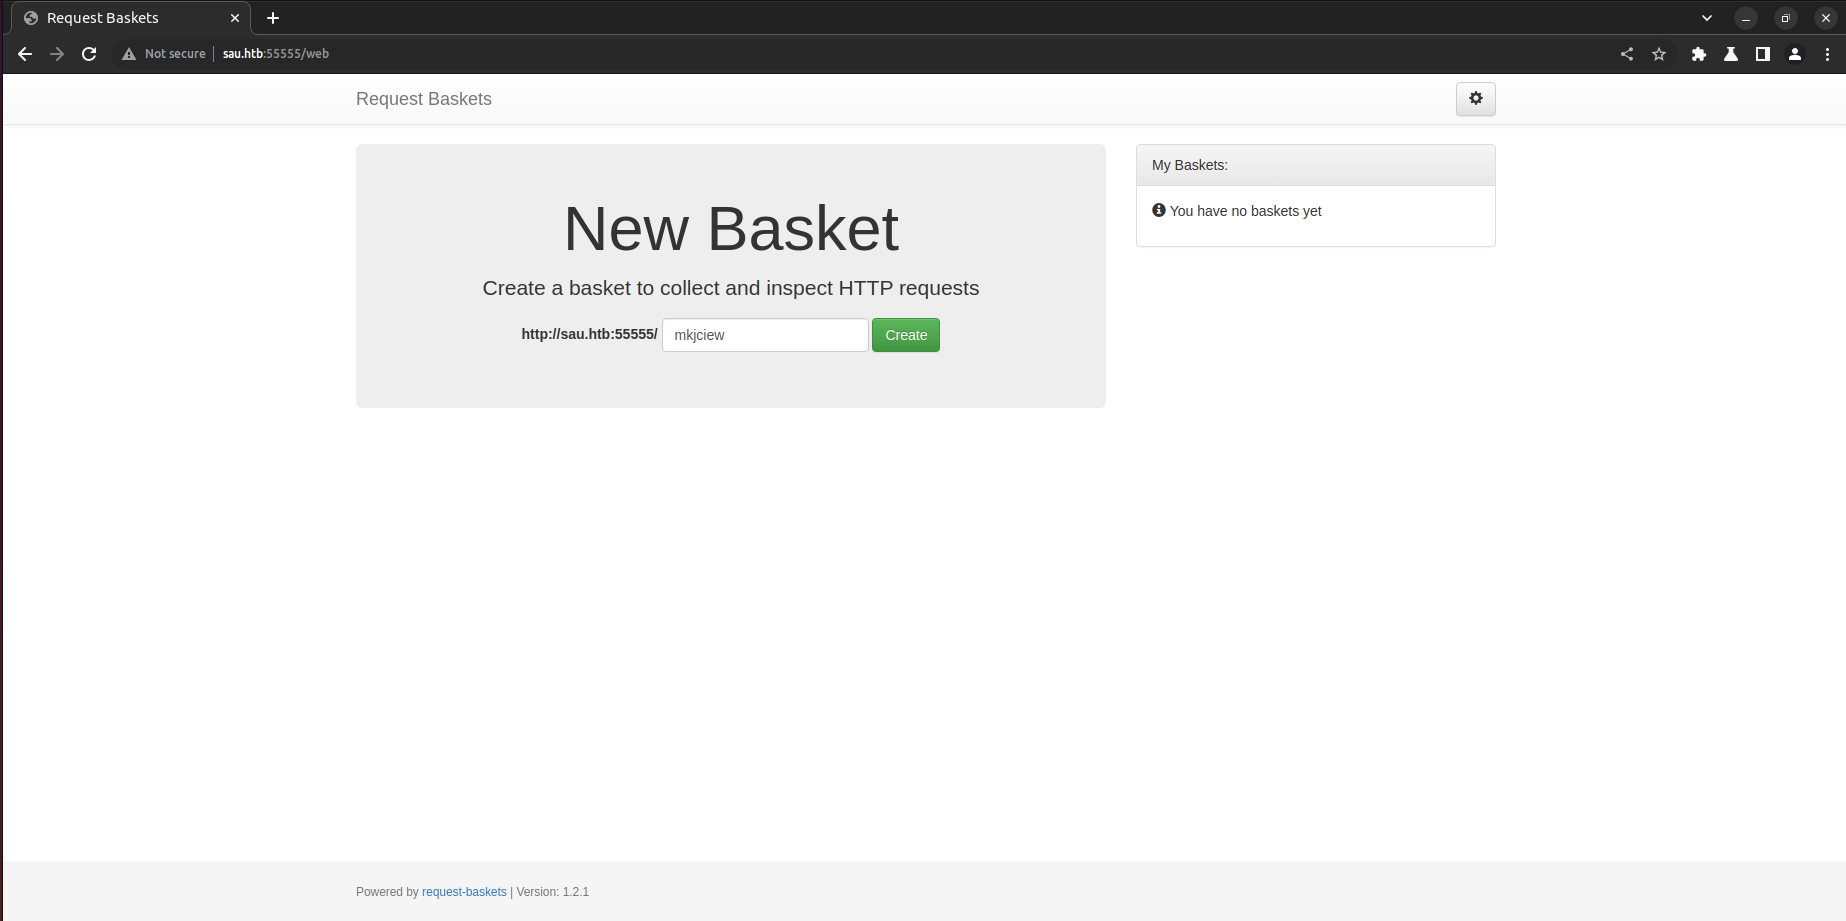 Request Baskets
Not secure | sau.htb:55555/web
Request Baskets
New Basket
Create a basket to collect and inspect HTTP requests
http://sau.htb:55555/ mkjciew Create
My Baskets:
You have no baskets yet
Powered by request-baskets | Version: 1.2.1